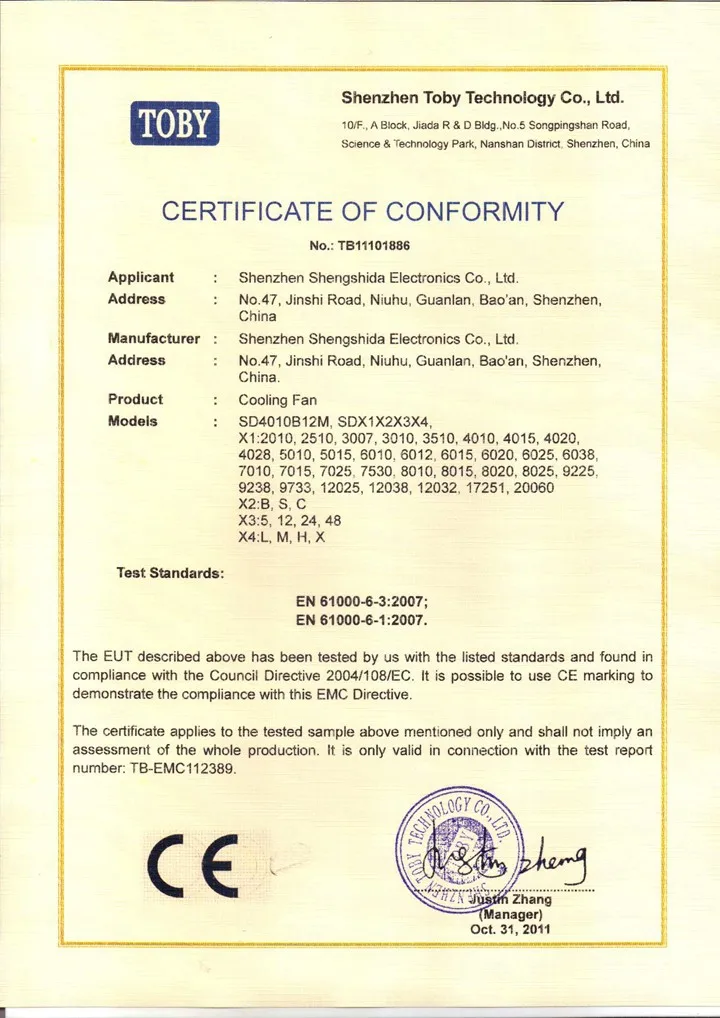 TOBY
Shenzhen Toby Technology Co., Ltd.
10/F., A Block, Jiada R & D Bldg.,No.5 Songpingshan Road,
Science & Technology Park, Nanshan District, Shenzhen, China
CERTIFICATE OF CONFORMITY
No.: TB11101886
Applicant : Shenzhen Shengshida Electronics Co., Ltd.
Address : No.47, Jinshi Road, Niuhu, Guanlan, Bao'an, Shenzhen,
China
Manufacturer : Shenzhen Shengshida Electronics Co., Ltd.
Address : No.47, Jinshi Road, Niuhu, Guanlan, Bao'an, Shenzhen,
China.
Product : Cooling Fan
Models : SD4010B12M, SDX1X2X3X4,
X1:2010, 2510, 3007, 3010, 3510, 4010, 4015, 4020,
4028, 5010, 5015, 6010, 6012, 6015, 6020, 6025, 6038,
7010, 7015, 7025, 7530, 8010, 8015, 8020, 8025, 9225,
9238, 9733, 12025, 12038, 12032, 17251, 20060
X2:B, S, C
X3:5, 12, 24, 48
X4:L, M, H, X
Test Standards:
EN 61000-6-3:2007;
EN 61000-6-1:2007.
The EUT described above has been tested by us with the listed standards and found in
compliance with the Council Directive 2004/108/EC. It is possible to use CE marking to
demonstrate the compliance with this EMC Directive.
The certificate applies to the tested sample above mentioned only and shall not imply an
assessment of the whole production. It is only valid in connection with the test report
number: TB-EMC112389.
CE
SHENZHEN TOBY TECHNOLOGY CO.,LTD.
TOBY
Justin Zhang
(Manager)
Oct. 31, 2011